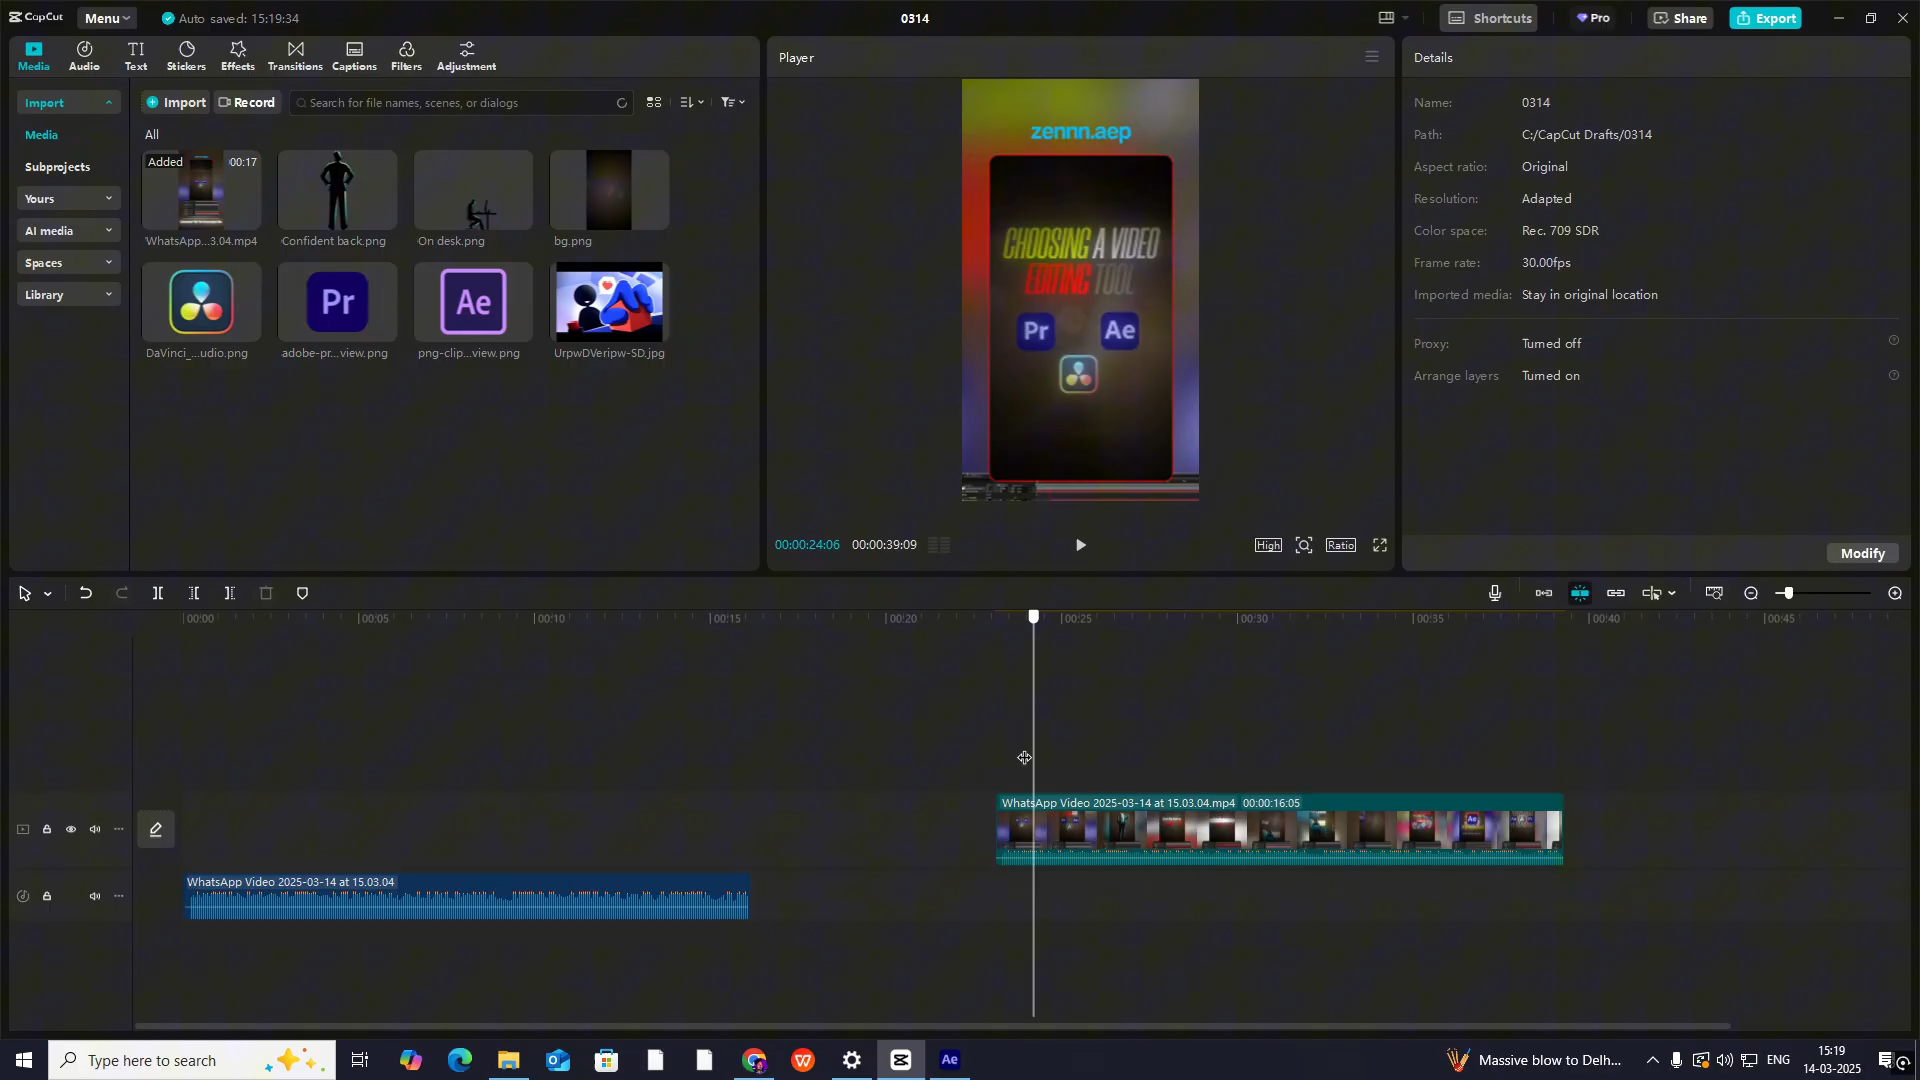 CapCut
Menu
Auto saved: 15:19:34
0314
Shortcuts
Pro
Share
Export
Media
Audio
Text
Stickers
Effects
Transitions
Captions
Filters
Adjustment
Player
Details
Import
Import
Record
Search for file names, scenes, or dialogs
Media
Subprojects
Yours
AI media
Spaces
Library
All
Added
00:17
WhatsApp...3.04.mp4
Confident back.png
On desk.png
bg.png
DaVinci_...udio.png
Pr
adobe-pr...view.png
Ae
png-clip...view.png
UrpwDVeripw-SD.jpg
zennn.aep
CHOOSING A VIDEO
EDITING TOOL
Pr
Ae
Name: 0314
Path: C:/CapCut Drafts/0314
Aspect ratio: Original
Resolution: Adapted
Color space: Rec. 709 SDR
Frame rate: 30.00fps
Imported media: Stay in original location
Proxy: Turned off
Arrange layers Turned on
00:00:24:06 00:00:39:09
High
Ratio
Modify
00:00
00:05
00:10
00:15
00:20
00:25
00:30
00:35
00:40
00:45
WhatsApp Video 2025-03-14 at 15.03.04.mp4 00:00:16:05
WhatsApp Video 2025-03-14 at 15.03.04
Type here to search
Ae
Massive blow to Delh...
ENG
15:19
14-03-2025